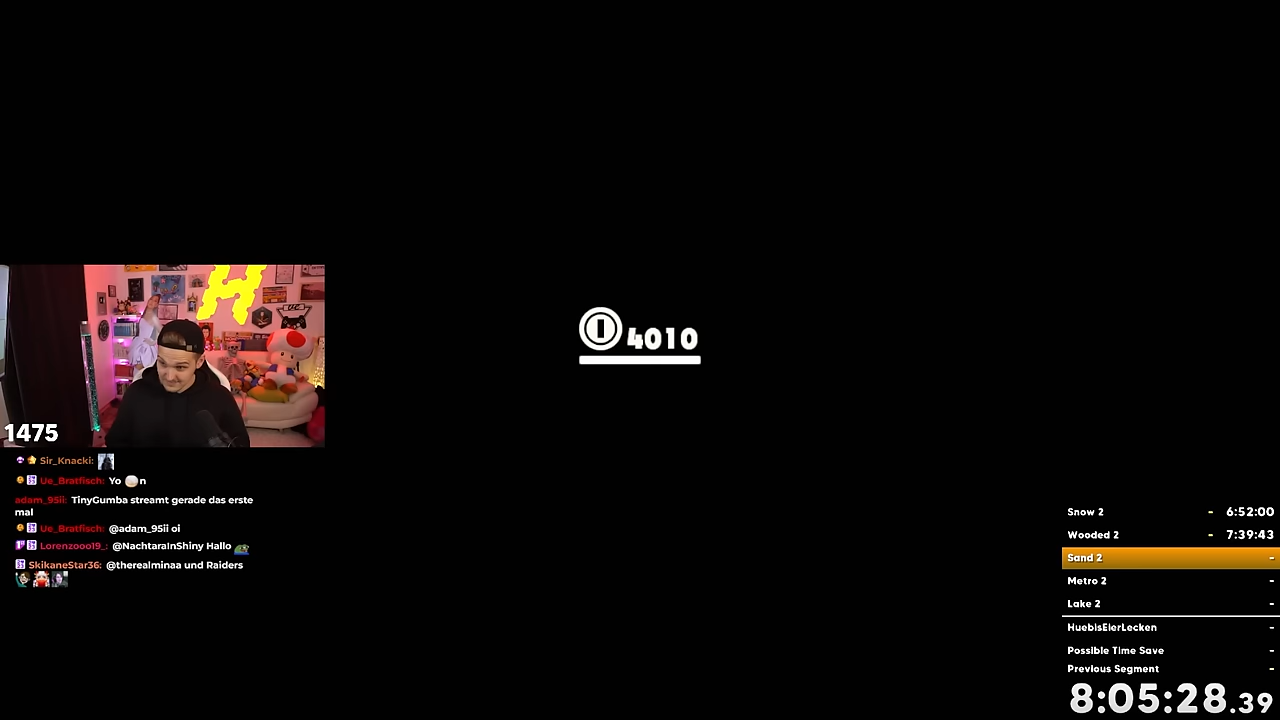 4010
1475
Sir_Knacki:
Ue_Bratfisch: Yo n
adam_95ii: TinyGumba streamt gerade das erste
mal
Ue_Bratfisch: @adam_95ii oi
Lorenzooo19_: @NachtaraInShiny Hallo
SkikaneStar36: @therealminaa und Raiders
Snow 2 - 6:52:00
Wooded 2 - 7:39:43
Sand 2 -
Metro 2 -
Lake 2 -
HuebisEierLecken -
Possible Time Save -
Previous Segment -
8:05:28.39